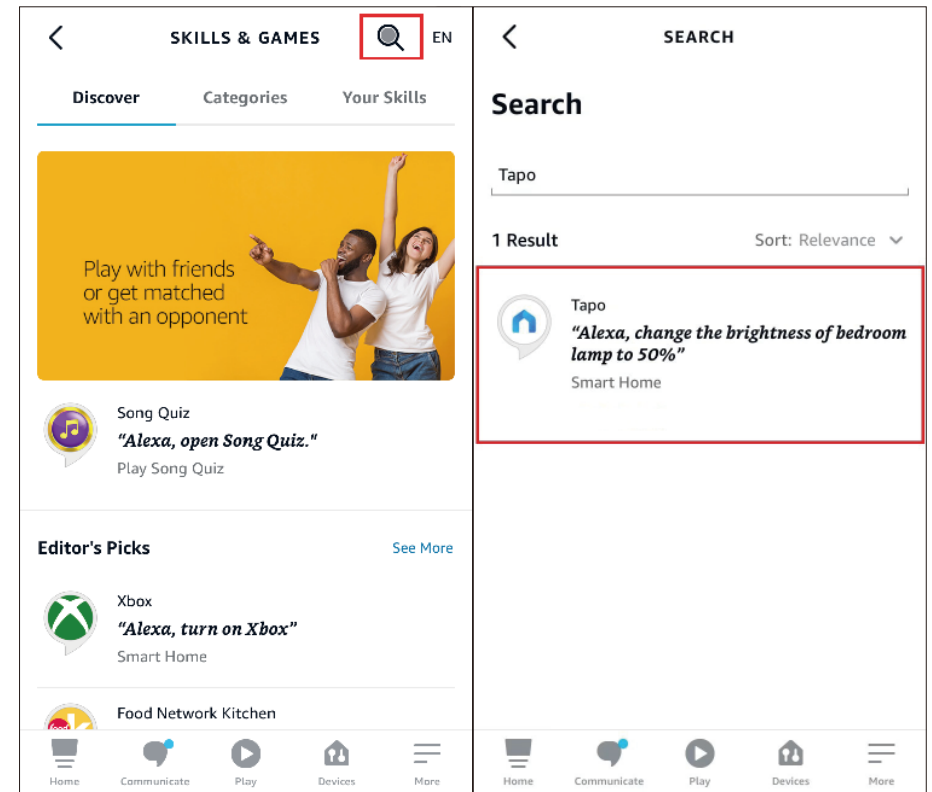 SKILLS & GAMES
EN
Discover
Categories
Your Skills
Play with friends
or get matched
with an opponent
Song Quiz
“Alexa, open Song Quiz."
Play Song Quiz
Editor's Picks
See More
Xbox
“Alexa, turn on Xbox”
Smart Home
food
Food Network Kitchen
Home
Communicate
Play
Devices
More
SEARCH
Search
Tapo
1 Result
Sort: Relevance
Tapo
“Alexa, change the brightness of bedroom
lamp to 50%”
Smart Home
Home
Communicate
Play
Devices
More